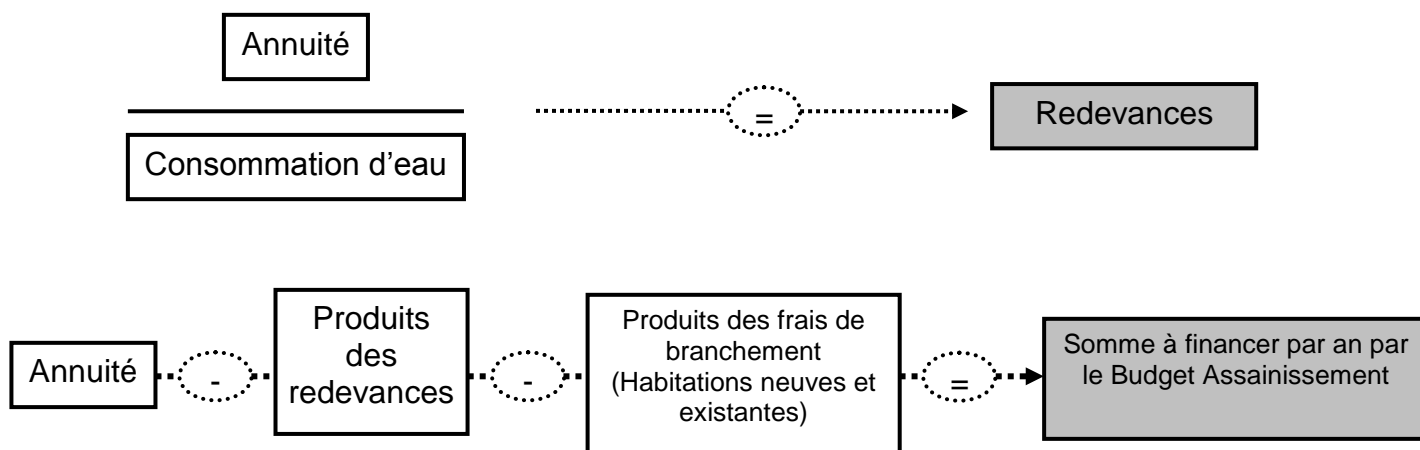 Annuité
Consommation d'eau
=
Redevances
Annuité
-
Produits
des
redevances
-
Produits des frais de
branchement
(Habitations neuves et
existantes)
=
Somme à financer par an par
le Budget Assainissement